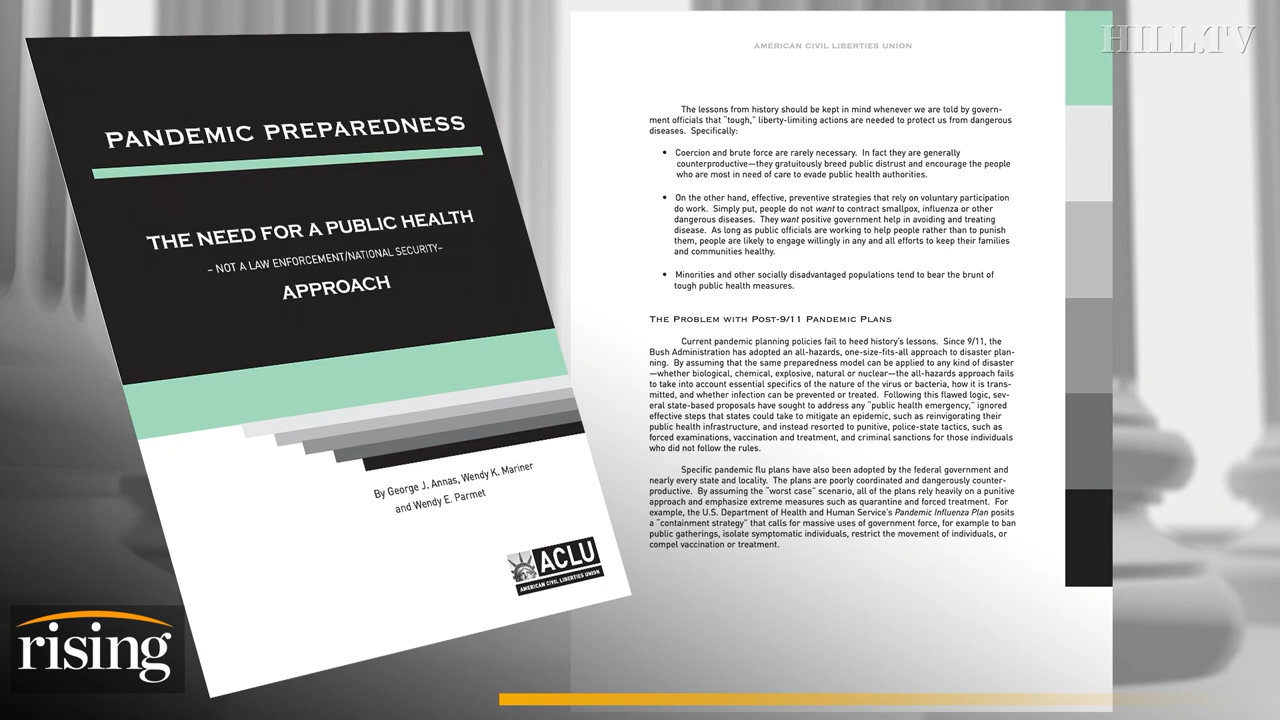 HILL.TV
PANDEMIC PREPAREDNESS
THE NEED FOR A PUBLIC HEALTH
– NOT A LAW ENFORCEMENT/NATIONAL SECURITY–
APPROACH
By George J. Annas, Wendy K. Mariner
and Wendy E. Parmet
ACLU
AMERICAN CIVIL LIBERTIES UNION
rising
AMERICAN CIVIL LIBERTIES UNION
The lessons from history should be kept in mind whenever we are told by govern-
ment officials that "tough," liberty-limiting actions are needed to protect us from dangerous
diseases. Specifically:
• Coercion and brute force are rarely necessary. In fact they are generally
counterproductive—they gratuitously breed public distrust and encourage the people
who are most in need of care to evade public health authorities.
• On the other hand, effective, preventive strategies that rely on voluntary participation
do work. Simply put, people do not want to contract smallpox, influenza or other
dangerous diseases. They want positive government help in avoiding and treating
disease. As long as public officials are working to help people rather than to punish
them, people are likely to engage willingly in any and all efforts to keep their families
and communities healthy.
• Minorities and other socially disadvantaged populations tend to bear the brunt of
tough public health measures.
THE PROBLEM WITH POST-9/11 PANDEMIC PLANS
Current pandemic planning policies fail to heed history's lessons. Since 9/11, the
Bush Administration has adopted an all-hazards, one-size-fits-all approach to disaster plan-
ning. By assuming that the same preparedness model can be applied to any kind of disaster
—whether biological, chemical, explosive, natural or nuclear—the all-hazards approach fails
to take into account essential specifics of the nature of the virus or bacteria, how it is trans-
mitted, and whether infection can be prevented or treated. Following this flawed logic, sev-
eral state-based proposals have sought to address any "public health emergency," ignored
effective steps that states could take to mitigate an epidemic, such as reinvigorating their
public health infrastructure, and instead resorted to punitive, police-state tactics, such as
forced examinations, vaccination and treatment, and criminal sanctions for those individuals
who did not follow the rules.
Specific pandemic flu plans have also been adopted by the federal government and
nearly every state and locality. The plans are poorly coordinated and dangerously counter-
productive. By assuming the "worst case" scenario, all of the plans rely heavily on a punitive
approach and emphasize extreme measures such as quarantine and forced treatment. For
example, the U.S. Department of Health and Human Service's Pandemic Influenza Plan posits
a "containment strategy" that calls for massive uses of government force, for example to ban
public gatherings, isolate symptomatic individuals, restrict the movement of individuals, or
compel vaccination or treatment.